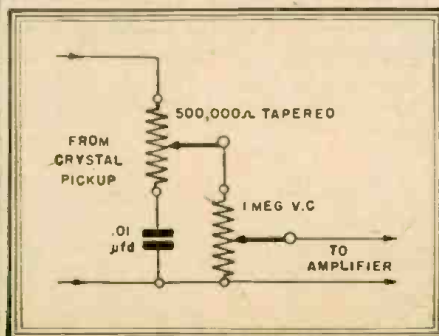 500,000Ω TAPERED
FROM
CRYSTAL
PICKUP
1 MEG V.C
.01
µfd
TO
AMPLIFIER